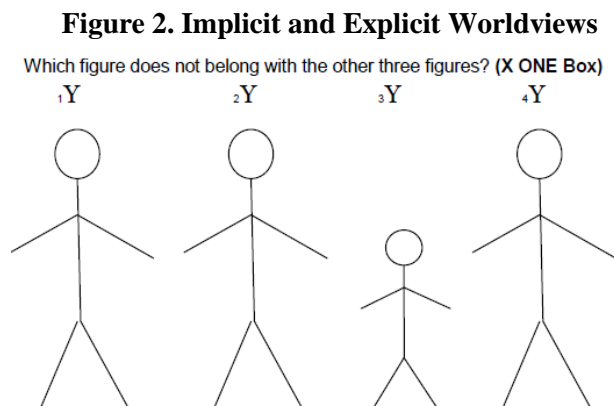 Figure 2. Implicit and Explicit Worldviews
Which figure does not belong with the other three figures? (X ONE Box)
1Y 2Y 3Y 4Y